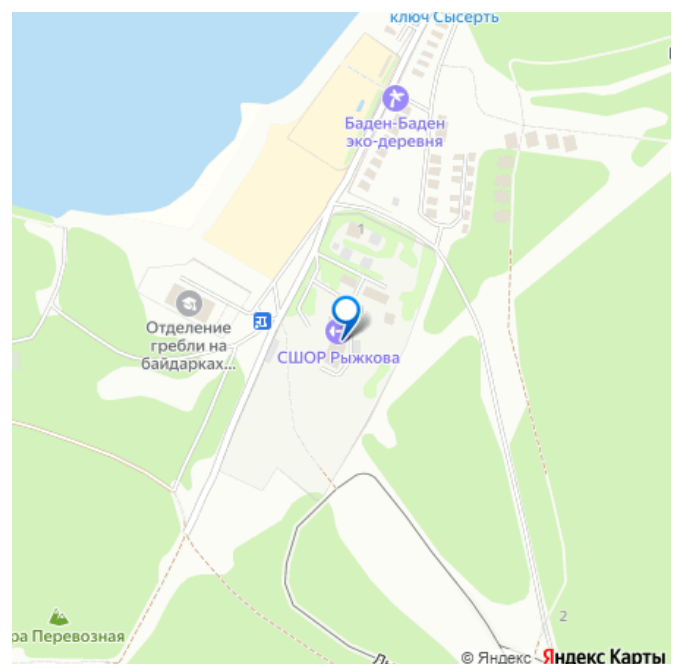 ключ Сысерть
Баден-Баден
эко-деревня
1
Отделение
гребли на
байдарках...
СШОР Рыжкова
2
ра Перевозная
Лы
© Яндекс Яндекс Карты